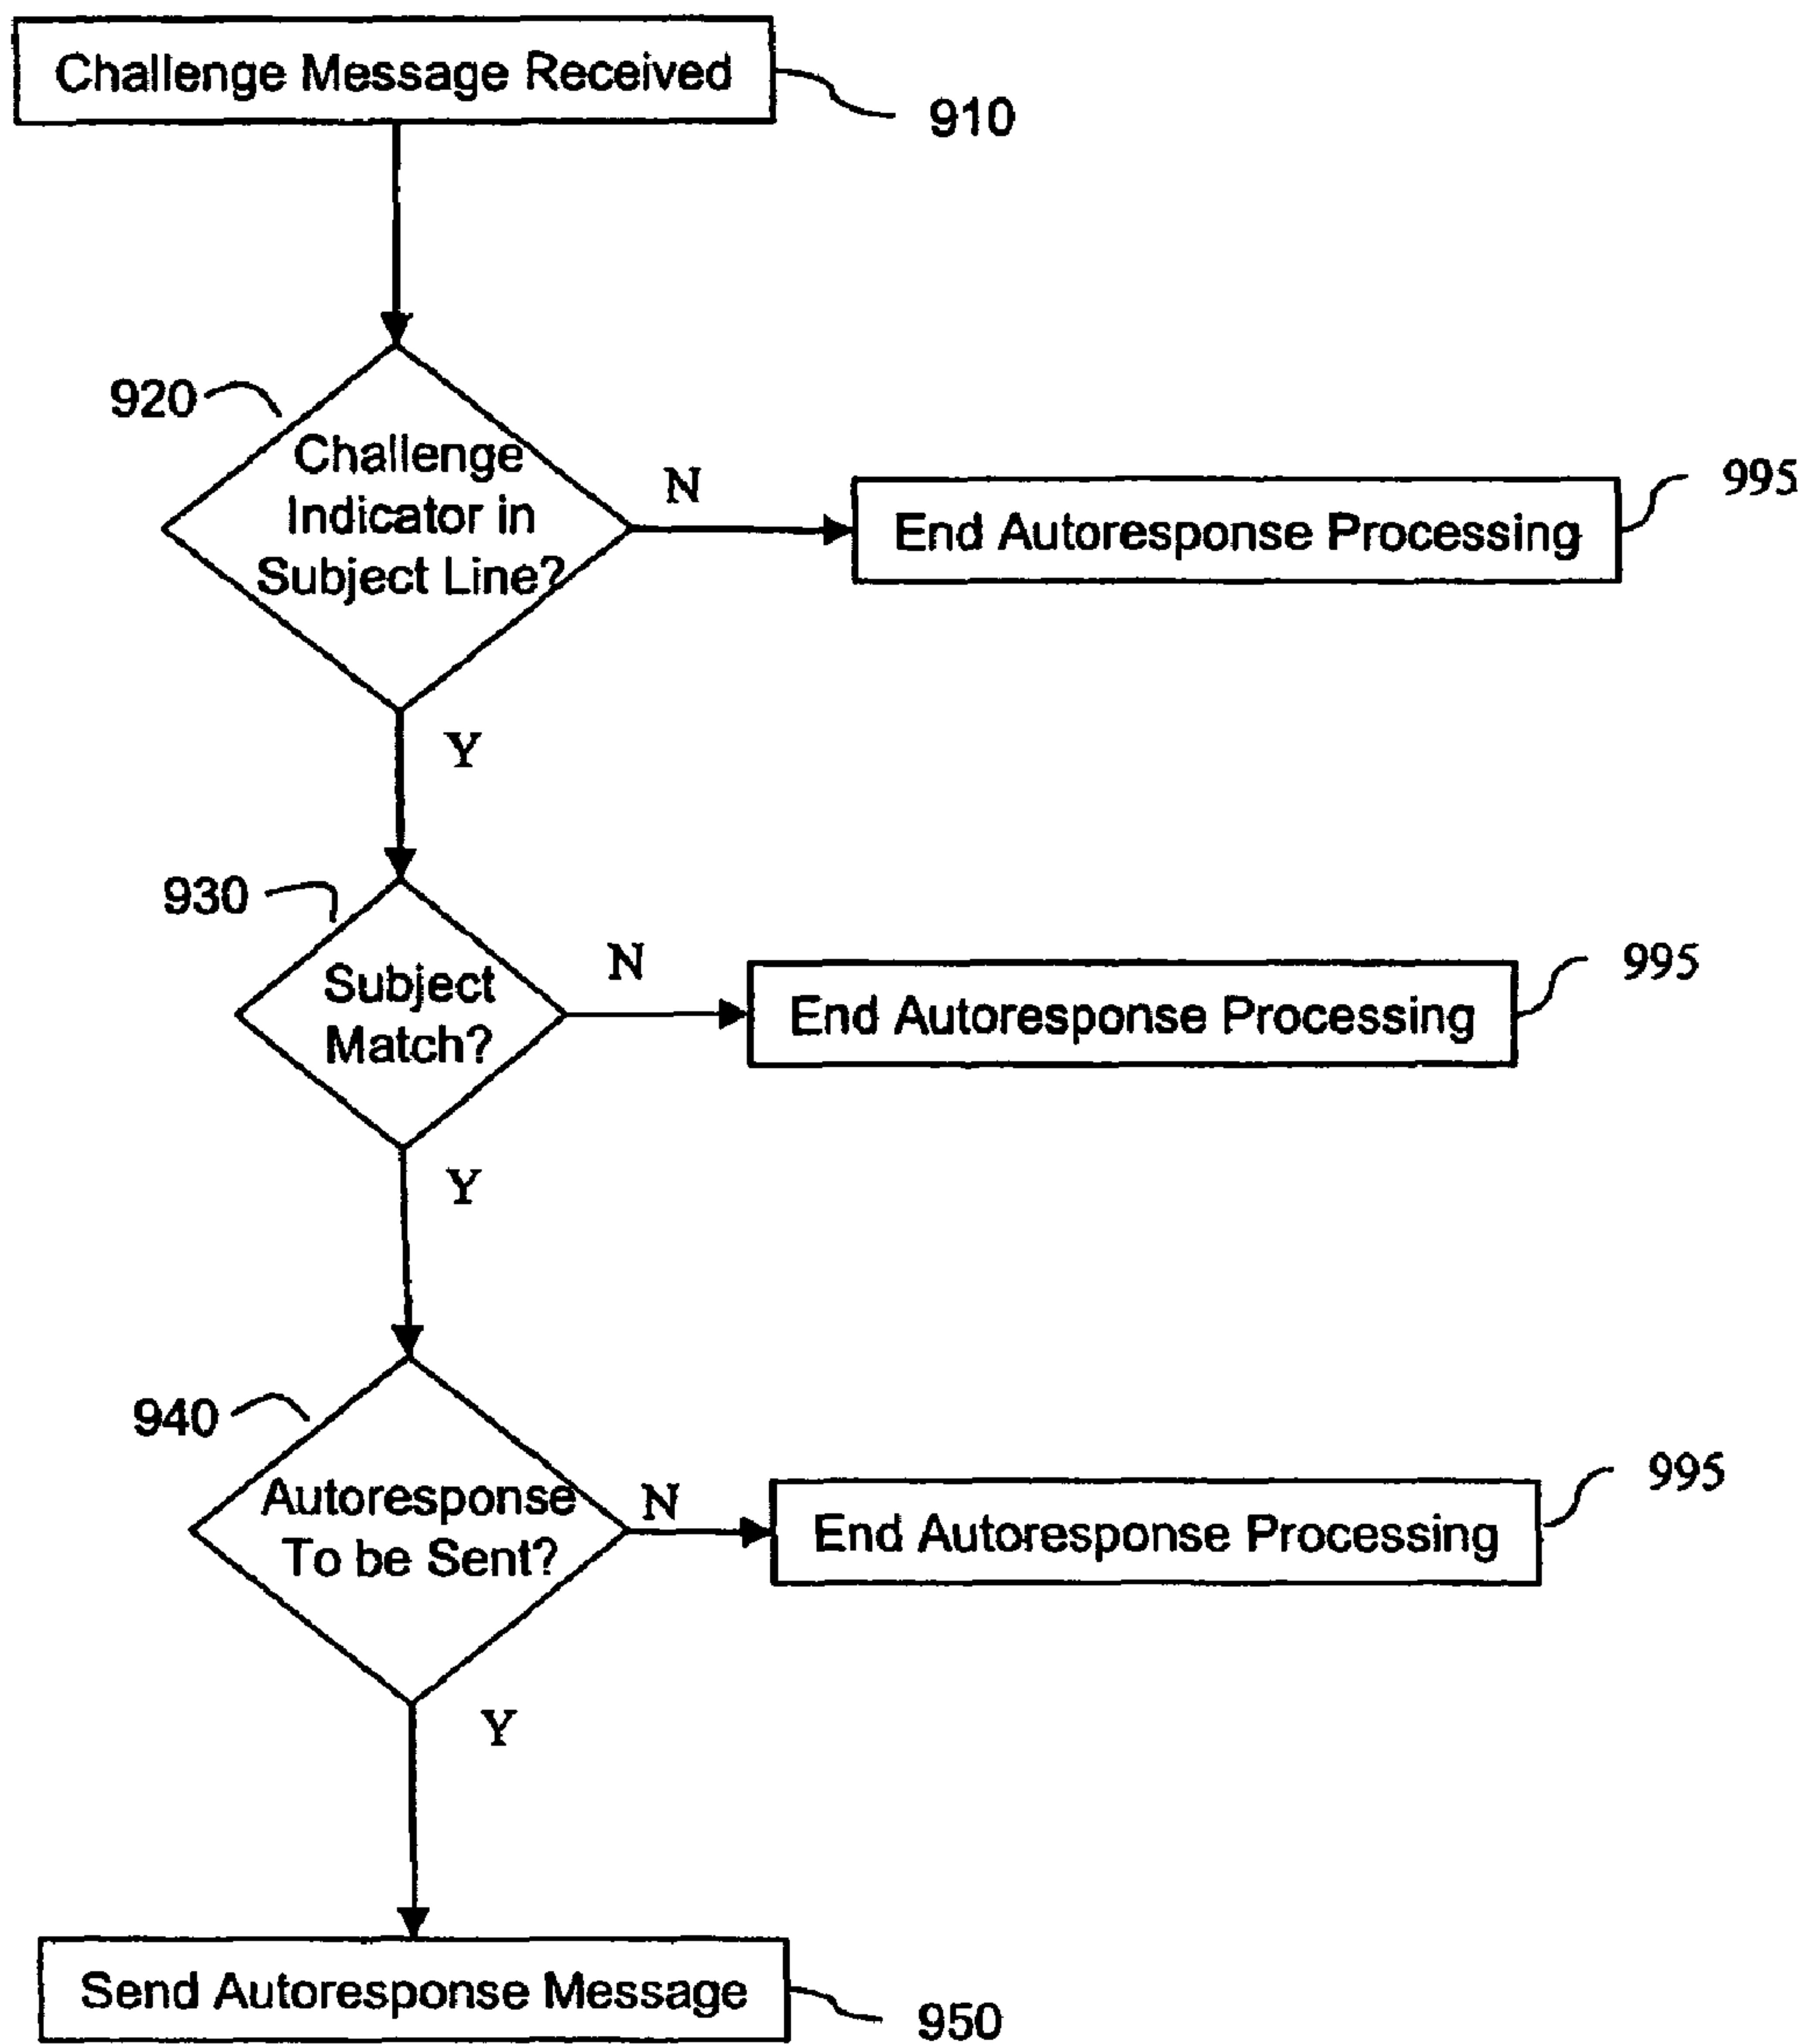 Challenge Message Received
910
920
Challenge
Indicator in
Subject Line?
N
End Autoresponse Processing
995
Y
930
Subject
Match?
N
End Autoresponse Processing
995
Y
940
Autoresponse
To be Sent?
N
End Autoresponse Processing
995
Y
Send Autoresponse Message
950